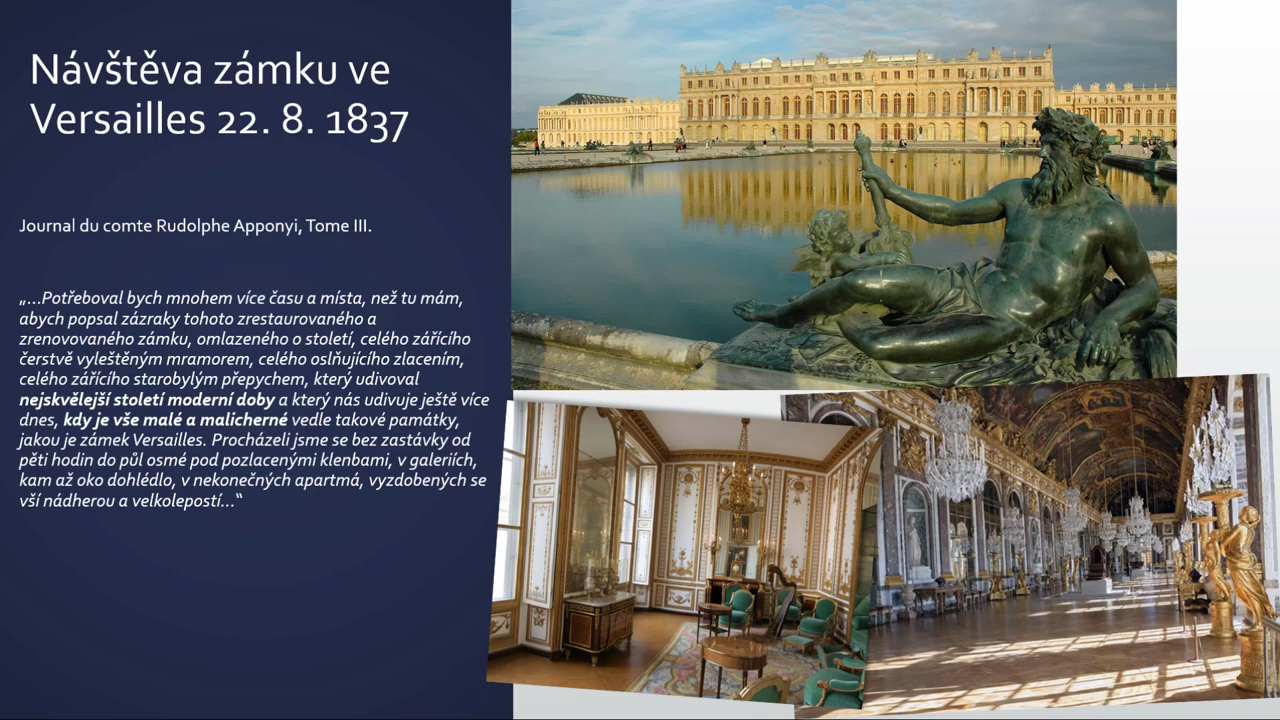 Návštěva zámku ve
Versailles 22. 8. 1837
Journal du comte Rudolphe Apponyi, Tome III.
„…Potřeboval bych mnohem více času a místa, než tu mám,
abych popsal zázraky tohoto zrestaurovaného a
zrenovovaného zámku, omlazeného o století, celého zářícího
čerstvě vyleštěným mramorem, celého oslňujícího zlacením,
celého zářícího starobylým přepychem, který udivoval
nejskvělejší století moderní doby a který nás udivuje ještě více
dnes, kdy je vše malé a malicherné vedle takové památky,
jakou je zámek Versailles. Procházeli jsme se bez zastávky od
pěti hodin do půl osmé pod pozlacenými klenbami, v galeriích,
kam až oko dohlédlo, v nekonečných apartmá, vyzdobených se
vší nádherou a velkolepostí…“